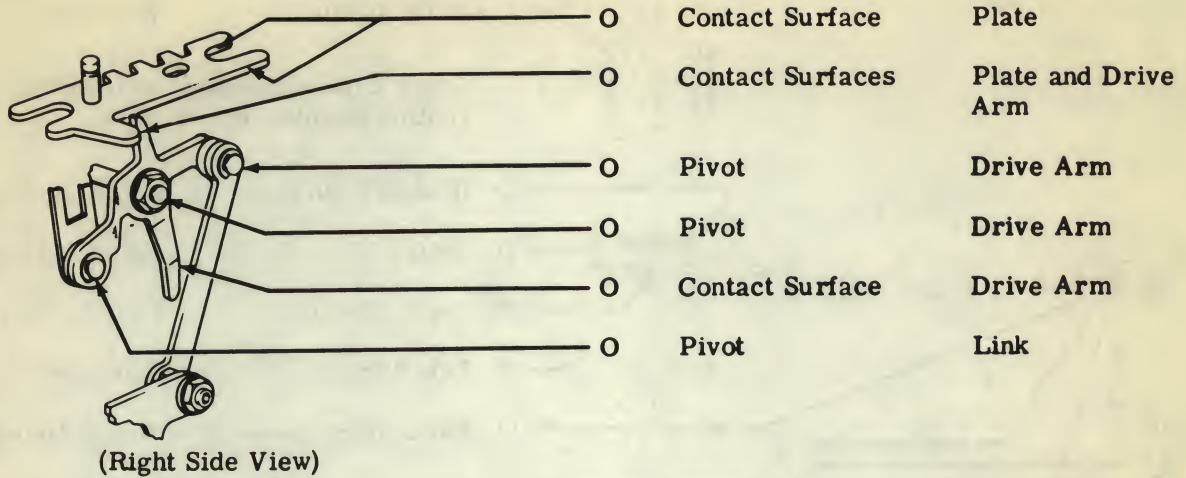 O Contact Surface Plate
O Contact Surfaces Plate and Drive
Arm
O Pivot Drive Arm
O Pivot Drive Arm
O Contact Surface Drive Arm
O Pivot Link
(Right Side View)